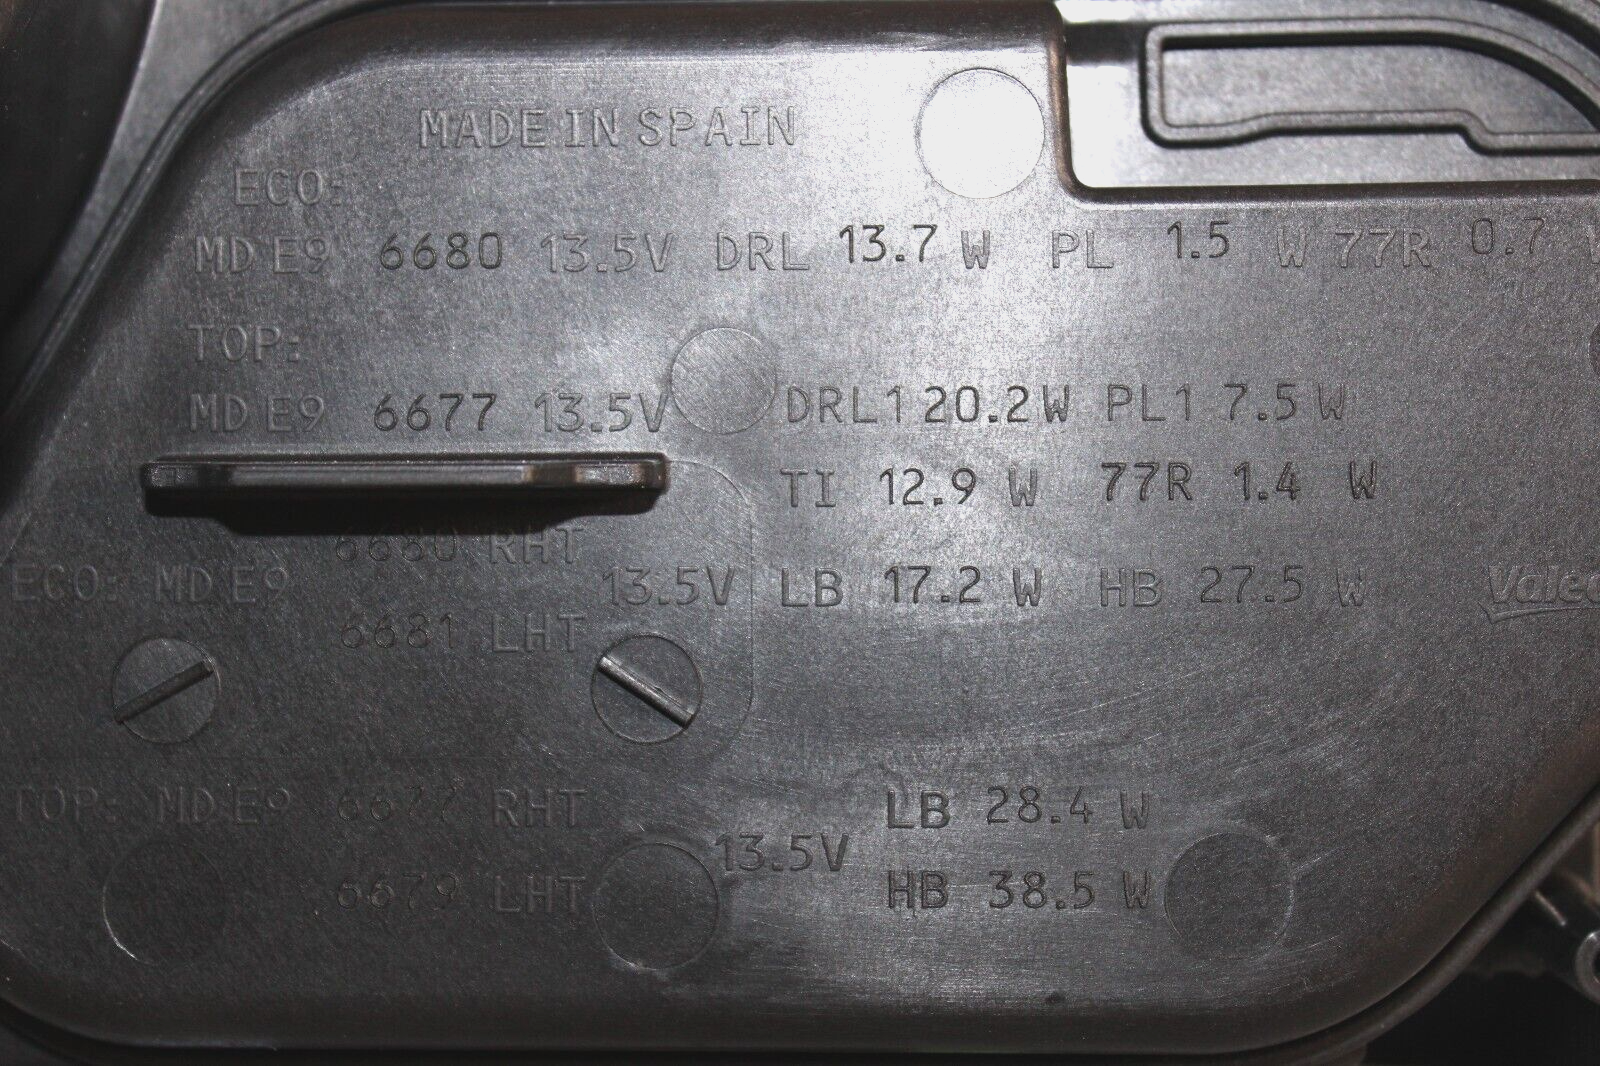 MADE IN SPAIN
ECO:
MD E9 6680 13.5V DRL 13.7 W PL 1.5 W 77R 0.7 W
TOP:
MD E9 6677 13.5V DRL1 20.2W PL1 7.5 W
TI 12.9 W 77R 1.4 W
6680 RHT
ECO: MD E9 13.5V LB 17.2 W HB 27.5 W
6681 LHT
Valeo
TOP: MD E9 6677 RHT LB 28.4 W
13.5V
6679 LHT HB 38.5 W